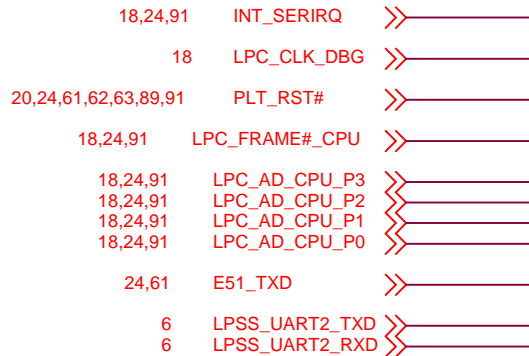 18,24,91 INT_SERIRQ
18 LPC_CLK_DBG
20,24,61,62,63,89,91 PLT_RST#
18,24,91 LPC_FRAME#_CPU
18,24,91 LPC_AD_CPU_P3
18,24,91 LPC_AD_CPU_P2
18,24,91 LPC_AD_CPU_P1
18,24,91 LPC_AD_CPU_P0
24,61 E51_TXD
6 LPSS_UART2_TXD
6 LPSS_UART2_RXD